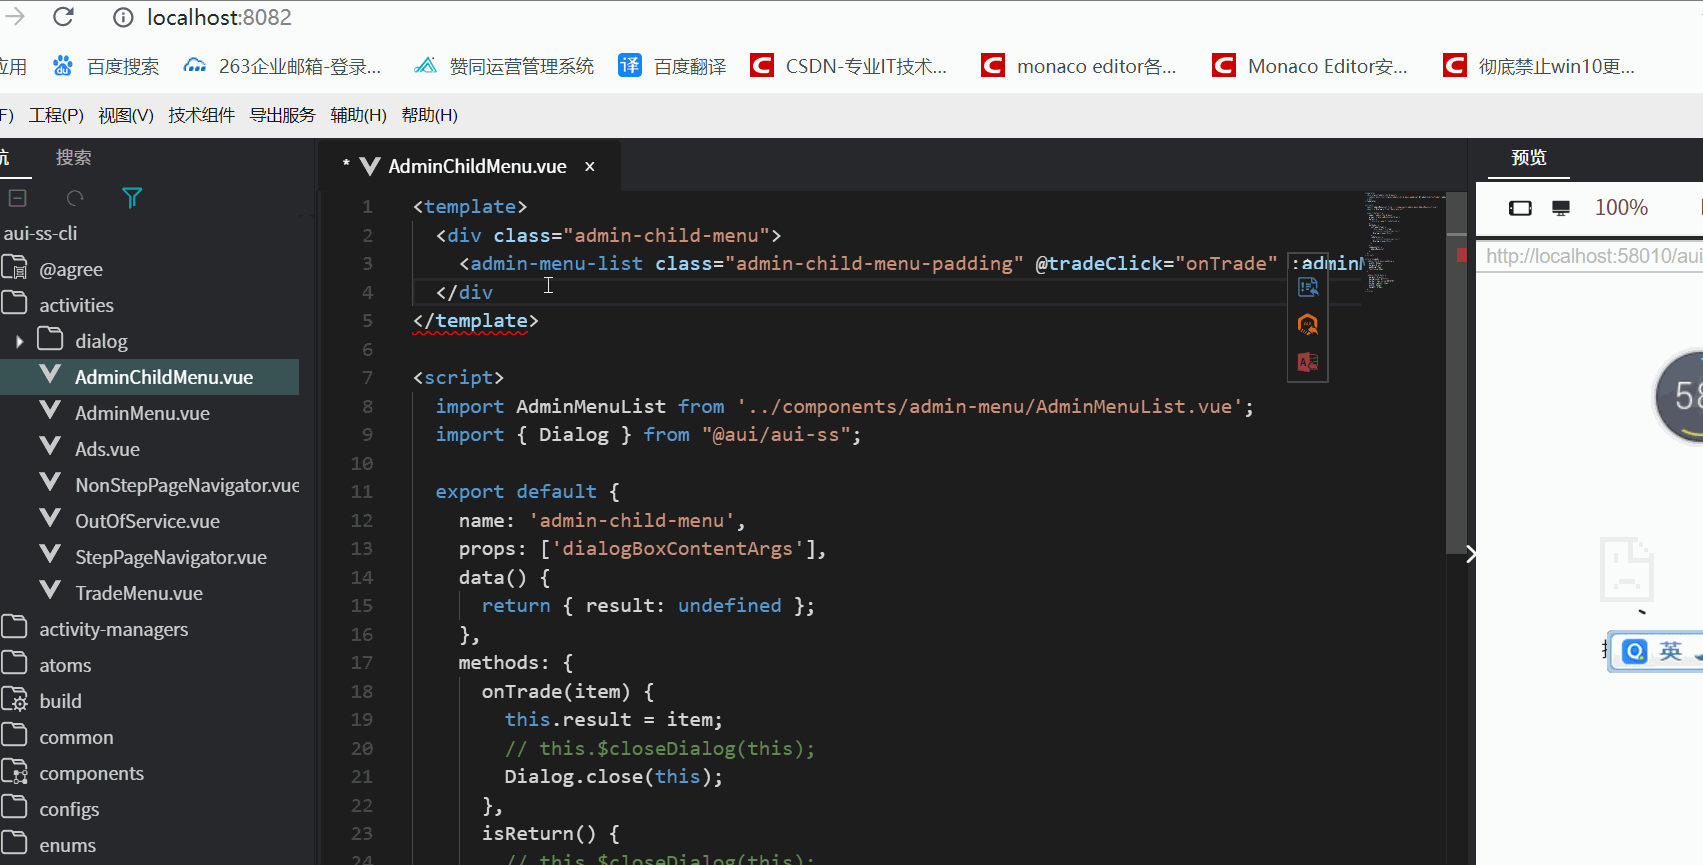 localhost:8082
应用 百度搜索 263企业邮箱-登录... 赞同运营管理系统 译 百度翻译 CSDN-专业IT技术... monaco editor各... Monaco Editor安... 彻底禁止win10更...
F) 工程(P) 视图(V) 技术组件 导出服务 辅助(H) 帮助(H)
航 搜索
aui-ss-cli
@agree
activities
dialog
AdminChildMenu.vue
AdminMenu.vue
Ads.vue
NonStepPageNavigator.vue
OutOfService.vue
StepPageNavigator.vue
TradeMenu.vue
activity-managers
atoms
build
common
components
configs
enums
* AdminChildMenu.vue ×
1 <template>
2 <div class="admin-child-menu">
3 <admin-menu-list class="admin-child-menu-padding" @tradeClick="onTrade" :adminM
4 </div
5 </template>
6
7 <script>
8 import AdminMenuList from '../components/admin-menu/AdminMenuList.vue';
9 import { Dialog } from "@aui/aui-ss";
10
11 export default {
12 name: 'admin-child-menu',
13 props: ['dialogBoxContentArgs'],
14 data() {
15 return { result: undefined };
16 },
17 methods: {
18 onTrade(item) {
19 this.result = item;
20 // this.$closeDialog(this);
21 Dialog.close(this);
22 },
23 isReturn() {
24 // this.$closeDialog(this);
预览
100%
http://localhost:58010/aui
58
英